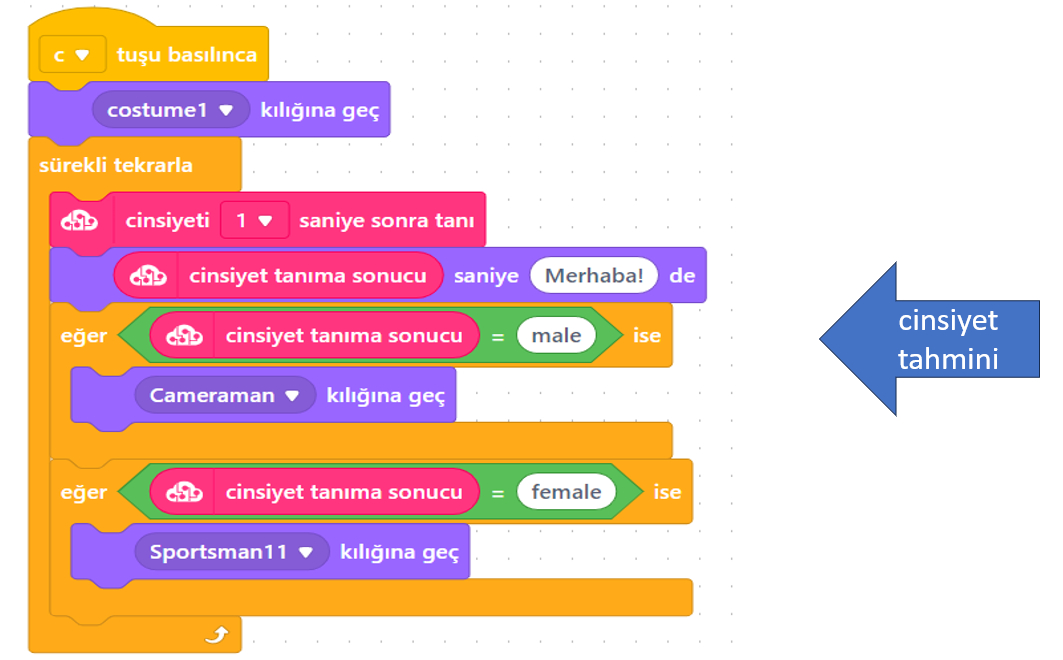 c tuşu basılınca
costume1 kılığına geç
sürekli tekrarla
cinsiyeti 1 saniye sonra tanı
cinsiyet tanıma sonucu saniye Merhaba! de
eğer cinsiyet tanıma sonucu = male ise
Cameraman kılığına geç
eğer cinsiyet tanıma sonucu = female ise
Sportsman11 kılığına geç
cinsiyet
tahmini